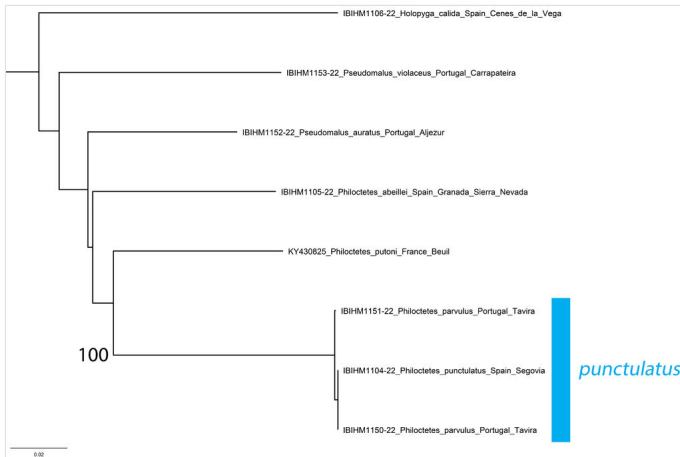 IBIHM1106-22_Holopyga_calida_Spain_Cenes_de_la_Vega
IBIHM1153-22_Pseudomalus_violaceus_Portugal_Carrapateira
IBIHM1152-22_Pseudomalus_auratus_Portugal_Aljezur
IBIHM1105-22_Philoctetes_abeillei_Spain_Granada_Sierra_Nevada
KY430825_Philoctetes_putoni_France_Beuil
IBIHM1151-22_Philoctetes_parvulus_Portugal_Tavira
100
IBIHM1104-22_Philoctetes_punctulatus_Spain_Segovia
punctulatus
IBIHM1150-22_Philoctetes_parvulus_Portugal_Tavira
0.02